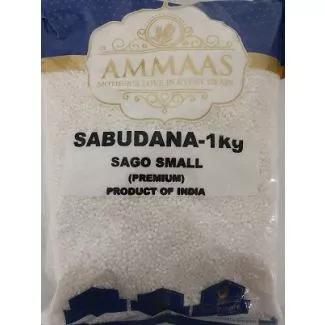 AMMAAS
MOTHER'S LOVE IN EVERY GRAIN
SABUDANA-1Kg
SAGO SMALL
(PREMIUM)
PRODUCT OF INDIA